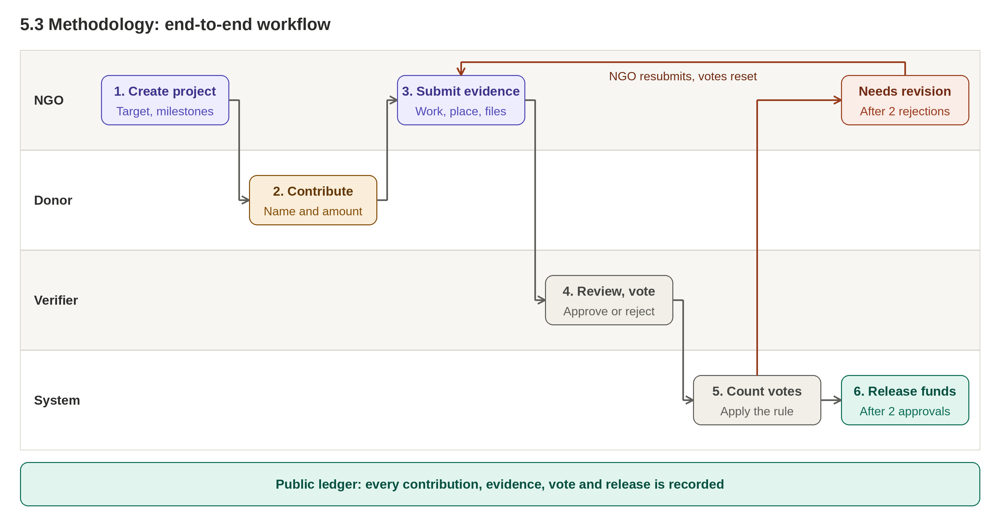 5.3 Methodology: end-to-end workflow
NGO
1. Create project
Target, milestones
3. Submit evidence
Work, place, files
NGO resubmits, votes reset
Needs revision
After 2 rejections
Donor
2. Contribute
Name and amount
Verifier
4. Review, vote
Approve or reject
System
5. Count votes
Apply the rule
6. Release funds
After 2 approvals
Public ledger: every contribution, evidence, vote and release is recorded